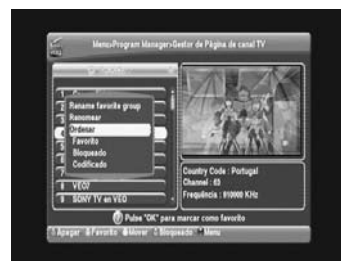 Menu>Program Manager>Gestor de Página de canal TV
1
Rename favorite group
Renomear
Ordenar
Favorito
Bloqueado
Codificado
7
8 VEO7
9 SONY TV en VEO
Country Code : Portugal
Channel : 63
Frequência : 810000 KHz
Pulse "OK" para marcar como favorito
Apagar Favorito Mover Bloqueado Menu